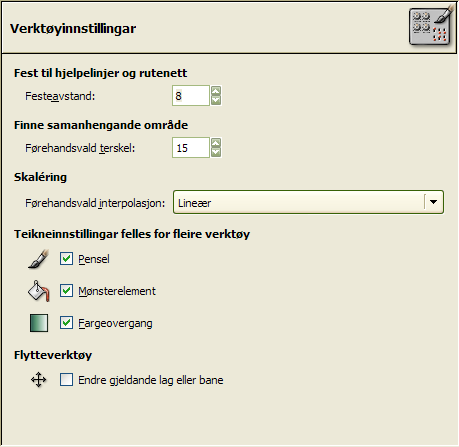 Verktøyinnstillingar
Fest til hjelpelinjer og rutenett
Festeavstand: 8
Finne samanhengande område
Førehandsvald terskel: 15
Skaléring
Førehandsvald interpolasjon: Lineær
Teikneinnstillingar felles for fleire verktøy
Pensel
Mønsterelement
Fargeovergang
Flytteverktøy
Endre gjeldande lag eller bane